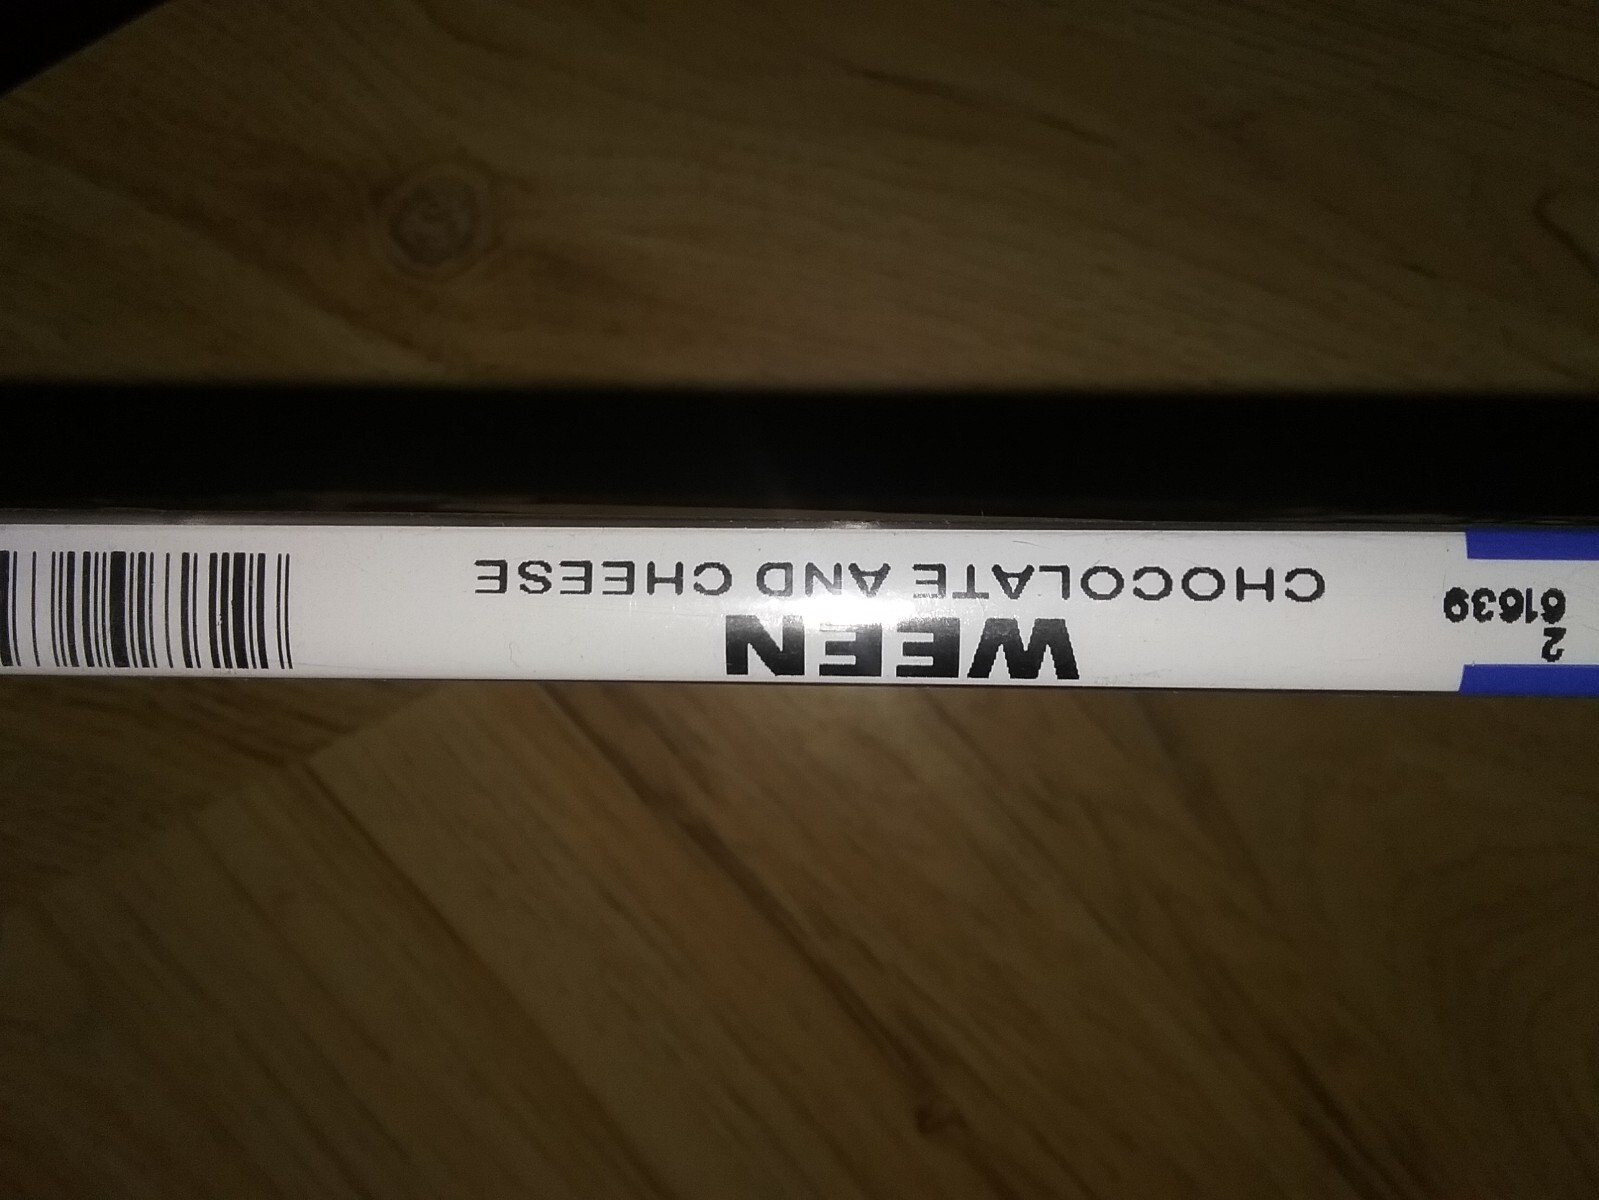 2
61639
WEEN
CHOCOLATE AND CHEESE